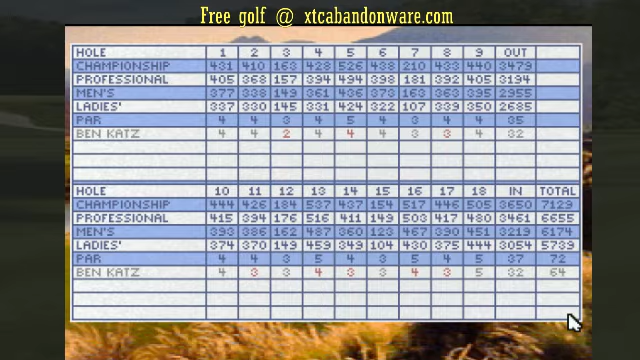 Free golf @ xtcabandonware.com
HOLE 1 2 3 4 5 6 7 8 9 OUT
CHAMPIONSHIP 431 410 163 428 526 438 210 433 440 3479
PROFESSIONAL 405 368 157 394 494 398 181 392 405 3194
MEN'S 377 338 149 361 436 373 163 363 395 2955
LADIES' 337 330 145 331 424 322 107 339 350 2685
PAR 4 4 3 4 5 4 3 4 4 35
BEN KATZ 4 4 2 4 4 4 3 3 4 32
HOLE 10 11 12 13 14 15 16 17 18 IN TOTAL
CHAMPIONSHIP 444 426 184 537 437 154 517 446 505 3650 7129
PROFESSIONAL 415 394 176 516 411 149 503 417 480 3461 6655
MEN'S 393 386 162 487 360 123 467 390 451 3219 6174
LADIES' 374 370 149 459 349 104 430 375 444 3054 5739
PAR 4 4 3 5 4 3 5 4 5 37 72
BEN KATZ 4 3 3 4 3 3 4 3 5 32 64